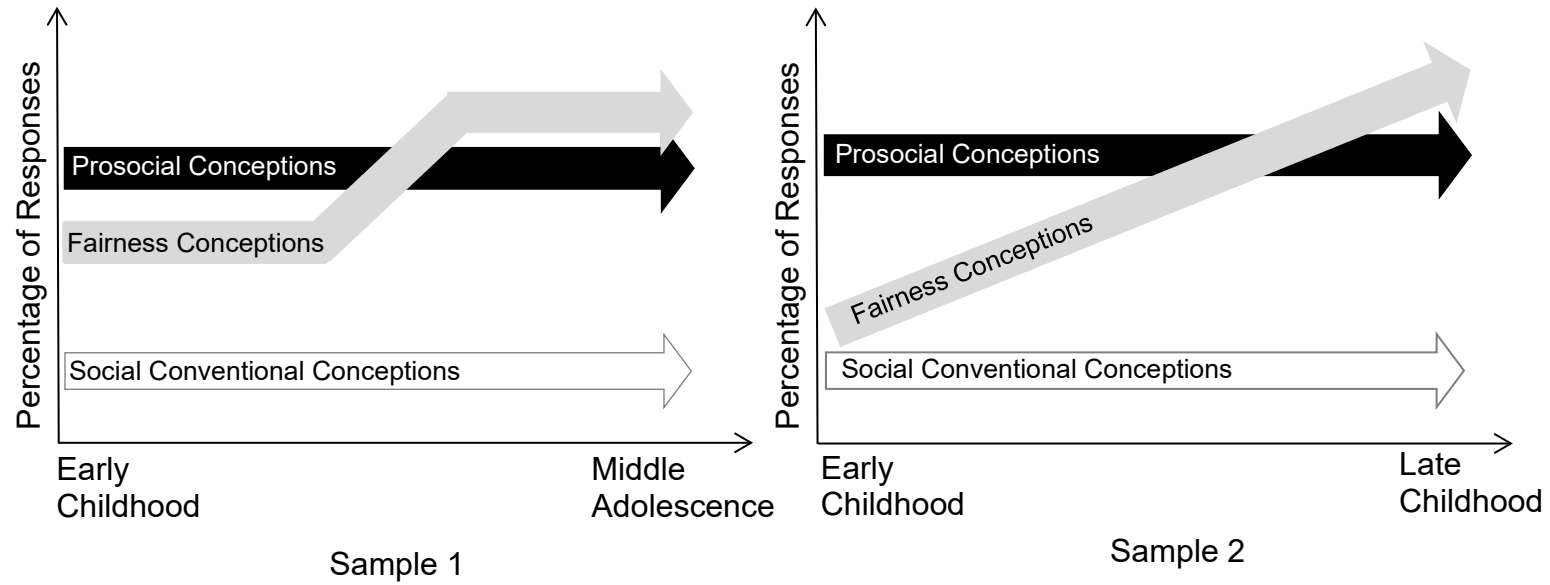 Percentage of Responses
Prosocial Conceptions
Fairness Conceptions
Social Conventional Conceptions
Early
Childhood
Middle
Adolescence
Sample 1
Percentage of Responses
Prosocial Conceptions
Fairness Conceptions
Social Conventional Conceptions
Early
Childhood
Late
Childhood
Sample 2